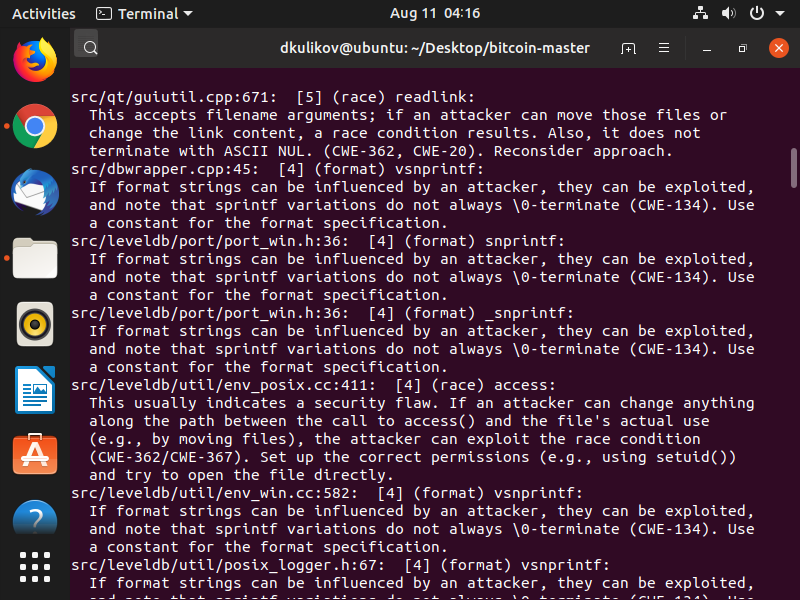 Activities Terminal Aug 11 04:16
dkulikov@ubuntu: ~/Desktop/bitcoin-master
src/qt/guiutil.cpp:671:  [5] (race) readlink:
  This accepts filename arguments; if an attacker can move those files or
  change the link content, a race condition results. Also, it does not
  terminate with ASCII NUL. (CWE-362, CWE-20). Reconsider approach.
src/dbwrapper.cpp:45:  [4] (format) vsnprintf:
  If format strings can be influenced by an attacker, they can be exploited,
  and note that sprintf variations do not always \0-terminate (CWE-134). Use
  a constant for the format specification.
src/leveldb/port/port_win.h:36:  [4] (format) snprintf:
  If format strings can be influenced by an attacker, they can be exploited,
  and note that sprintf variations do not always \0-terminate (CWE-134). Use
  a constant for the format specification.
src/leveldb/port/port_win.h:36:  [4] (format) _snprintf:
  If format strings can be influenced by an attacker, they can be exploited,
  and note that sprintf variations do not always \0-terminate (CWE-134). Use
  a constant for the format specification.
src/leveldb/util/env_posix.cc:411:  [4] (race) access:
  This usually indicates a security flaw. If an attacker can change anything
  along the path between the call to access() and the file's actual use
  (e.g., by moving files), the attacker can exploit the race condition
  (CWE-362/CWE-367). Set up the correct permissions (e.g., using setuid())
  and try to open the file directly.
src/leveldb/util/env_win.cc:582:  [4] (format) vsnprintf:
  If format strings can be influenced by an attacker, they can be exploited,
  and note that sprintf variations do not always \0-terminate (CWE-134). Use
  a constant for the format specification.
src/leveldb/util/posix_logger.h:67:  [4] (format) vsnprintf:
  If format strings can be influenced by an attacker, they can be exploited,
  and note that sprintf variations do not always \0-terminate (CWE-134). Use